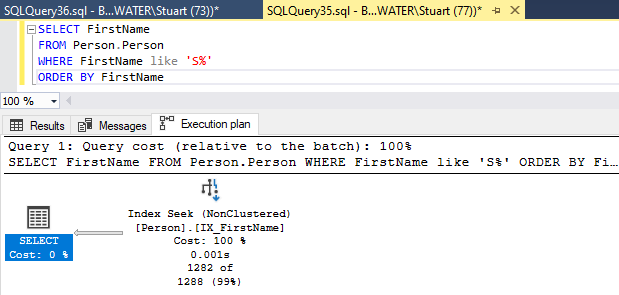 SQLQuery36.sql - B...WATER\Stuart (73))*
SQLQuery35.sql - B...WATER\Stuart (77))*
SELECT FirstName
FROM Person.Person
WHERE FirstName like 'S%'
ORDER BY FirstName
100 %
Results Messages Execution plan
Query 1: Query cost (relative to the batch): 100%
SELECT FirstName FROM Person.Person WHERE FirstName like 'S%' ORDER BY Fi...
SELECT
Cost: 0 %
Index Seek (NonClustered)
[Person].[IX_FirstName]
Cost: 100 %
0.001s
1282 of
1288 (99%)